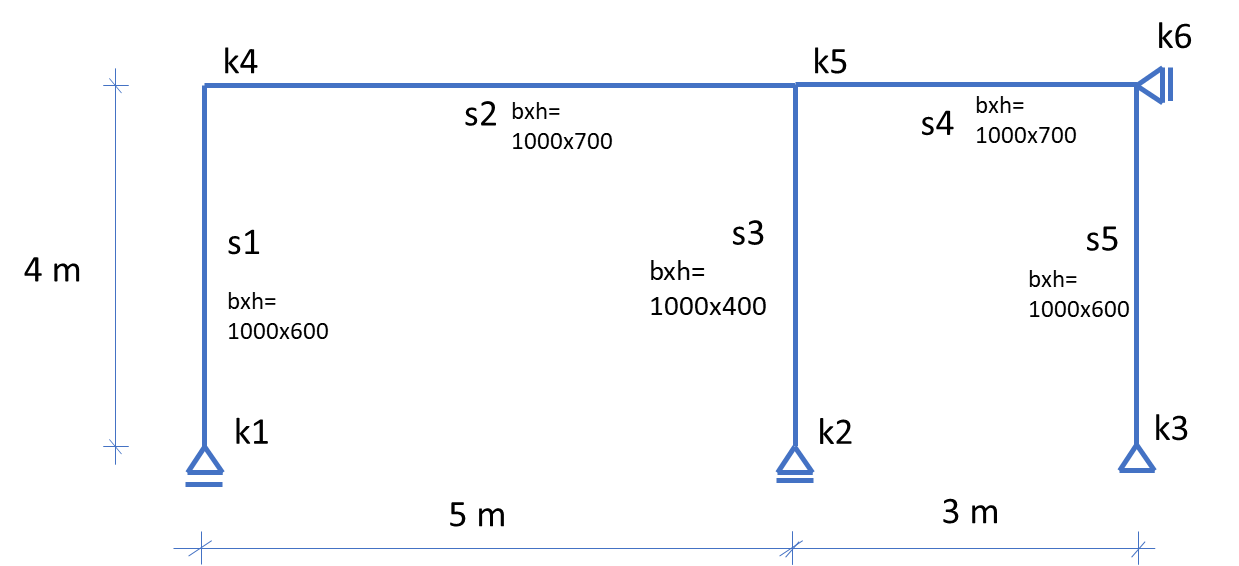 k6
k4
k5
s2
bxh=
1000x700
s4
bxh=
1000x700
s1
s3
s5
4 m
bxh=
1000x600
bxh=
1000x400
bxh=
1000x600
k1
k2
k3
5 m
3 m